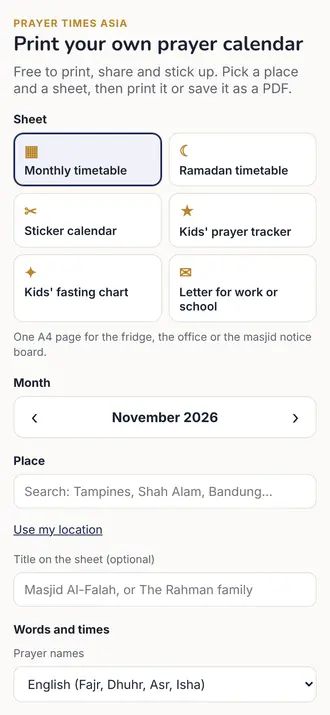 PRAYER TIMES ASIA
Print your own prayer calendar
Free to print, share and stick up. Pick a place
and a sheet, then print it or save it as a PDF.
Sheet
Monthly timetable
Ramadan timetable
Sticker calendar
Kids' prayer tracker
Kids' fasting chart
Letter for work or
school
One A4 page for the fridge, the office or the masjid notice
board.
Month
November 2026
Place
Search: Tampines, Shah Alam, Bandung...
Use my location
Title on the sheet (optional)
Masjid Al-Falah, or The Rahman family
Words and times
Prayer names
English (Fajr, Dhuhr, Asr, Isha)